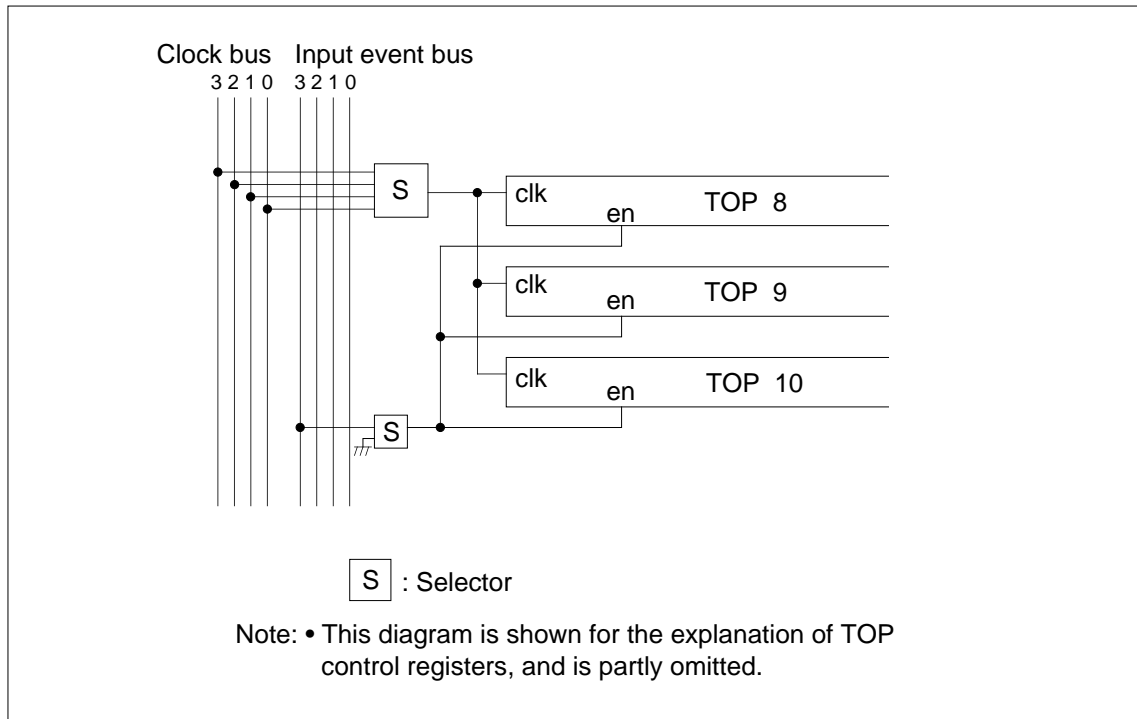 Clock bus Input event bus
3 2 1 0 3 2 1 0
S
clk
en
TOP 8
clk
en
TOP 9
clk
en
TOP 10
S
S : Selector
Note: • This diagram is shown for the explanation of TOP
control registers, and is partly omitted.